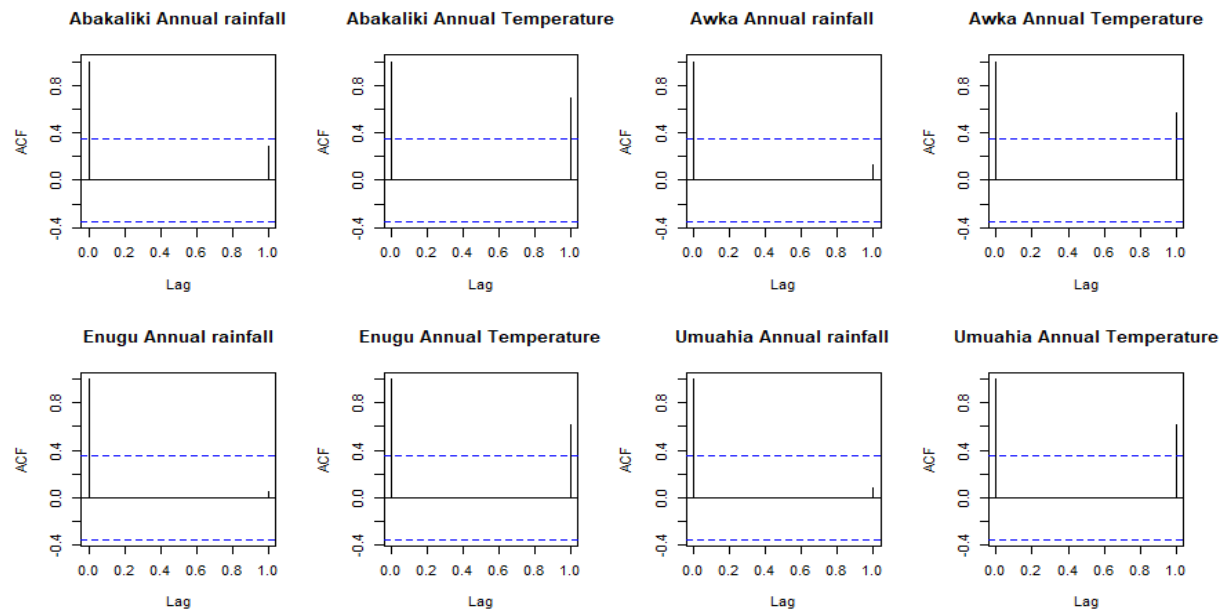 Abakaliki Annual rainfall
ACF
0.8
0.4
0.0
-0.4
0.0 0.2 0.4 0.6 0.8 1.0
Lag
Abakaliki Annual Temperature
ACF
0.8
0.4
0.0
-0.4
0.0 0.2 0.4 0.6 0.8 1.0
Lag
Awka Annual rainfall
ACF
0.8
0.4
0.0
-0.4
0.0 0.2 0.4 0.6 0.8 1.0
Lag
Awka Annual Temperature
ACF
0.8
0.4
0.0
-0.4
0.0 0.2 0.4 0.6 0.8 1.0
Lag
Enugu Annual rainfall
ACF
0.8
0.4
0.0
-0.4
0.0 0.2 0.4 0.6 0.8 1.0
Lag
Enugu Annual Temperature
ACF
0.8
0.4
0.0
-0.4
0.0 0.2 0.4 0.6 0.8 1.0
Lag
Umuahia Annual rainfall
ACF
0.8
0.4
0.0
-0.4
0.0 0.2 0.4 0.6 0.8 1.0
Lag
Umuahia Annual Temperature
ACF
0.8
0.4
0.0
-0.4
0.0 0.2 0.4 0.6 0.8 1.0
Lag